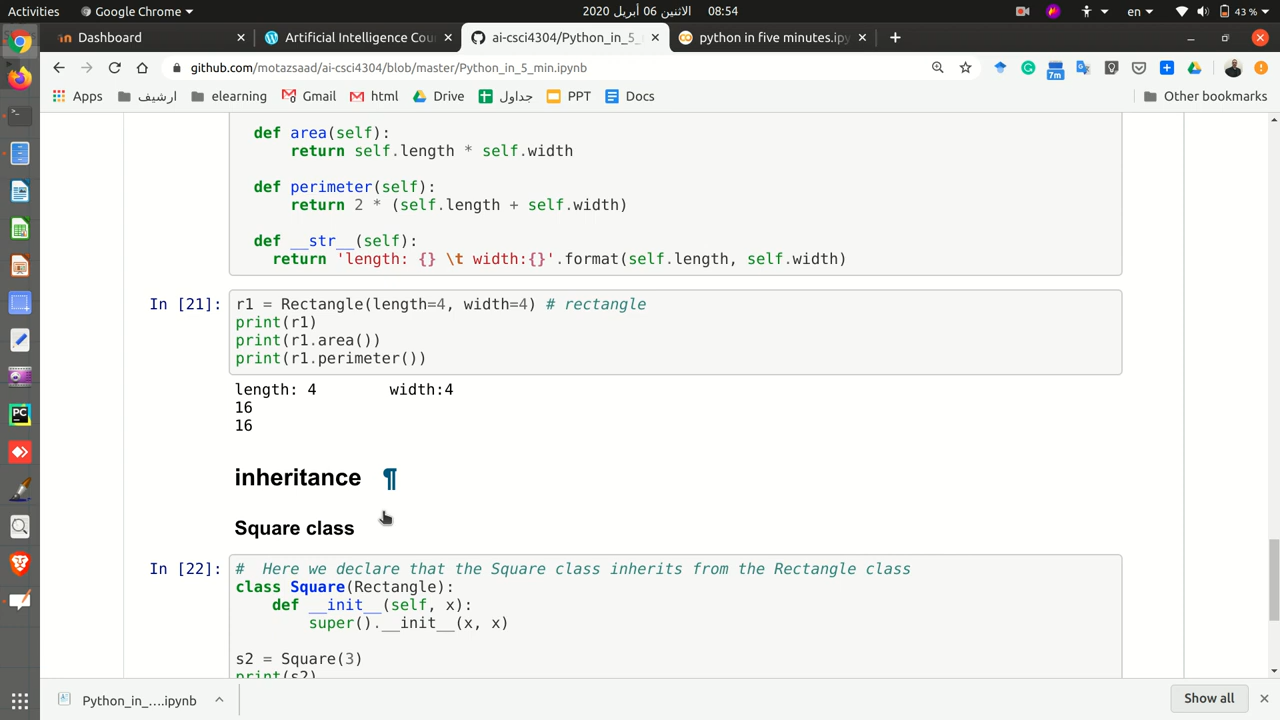 Activities
Google Chrome
الاثنين 06 أبريل 2020 08:54
en
43 %
Dashboard
Artificial Intelligence Cou
ai-csci4304/Python_in_5_
python in five minutes.ipy
github.com/motazsaad/ai-csci4304/blob/master/Python_in_5_min.ipynb
7m
Apps
ارشيف
elearning
Gmail
html
Drive
جداول
PPT
Docs
Other bookmarks
def area(self):
return self.length * self.width
def perimeter(self):
return 2 * (self.length + self.width)
def __str__(self):
return 'length: {} \t width:{}'.format(self.length, self.width)
In [21]:
r1 = Rectangle(length=4, width=4) # rectangle
print(r1)
print(r1.area())
print(r1.perimeter())
length: 4 width:4
16
16
inheritance ¶
Square class
In [22]:
# Here we declare that the Square class inherits from the Rectangle class
class Square(Rectangle):
def __init__(self, x):
super().__init__(x, x)
s2 = Square(3)
print(s2)
PC
Python_in_....ipynb
Show all